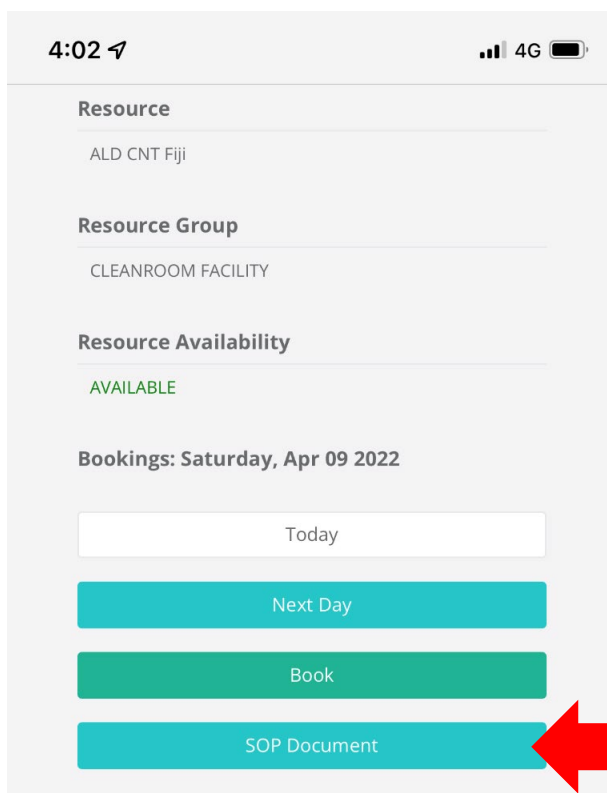 4:02 4G
Resource
ALD CNT Fiji
Resource Group
CLEANROOM FACILITY
Resource Availability
AVAILABLE
Bookings: Saturday, Apr 09 2022
Today
Next Day
Book
SOP Document